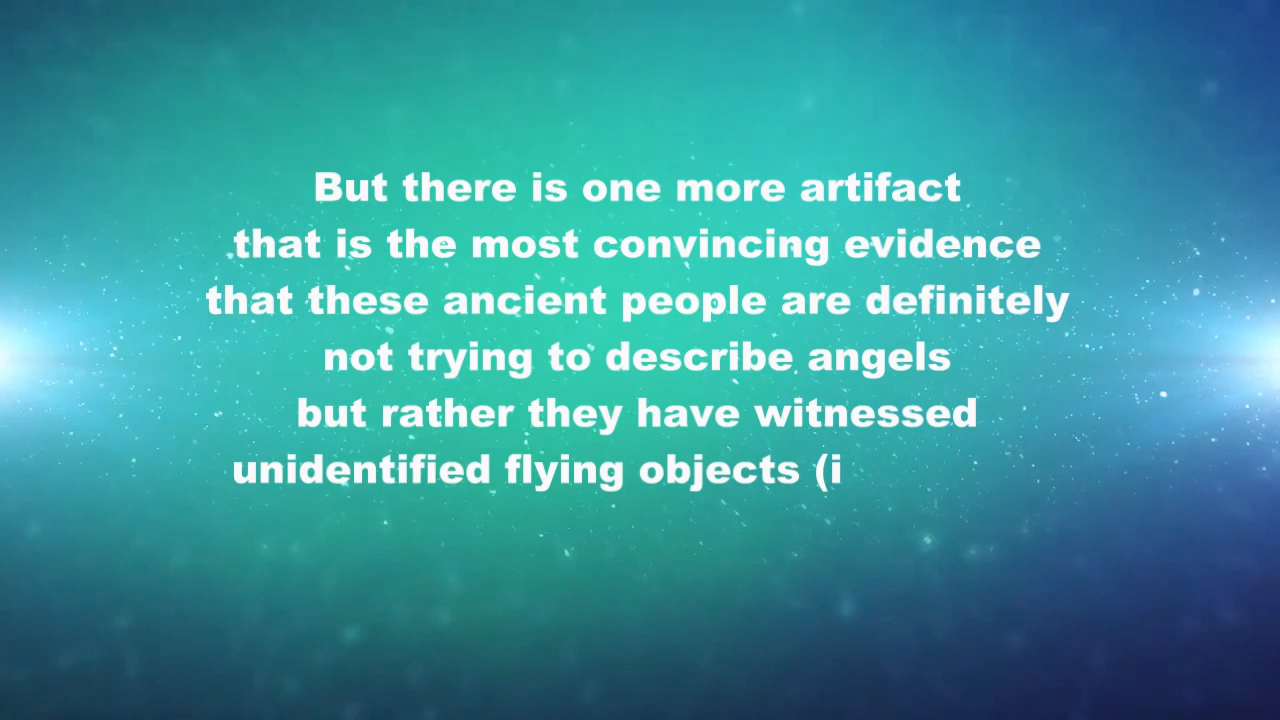 But there is one more artifact
that is the most convincing evidence
that these ancient people are definitely
not trying to describe angels
but rather they have witnessed
unidentified flying objects (i